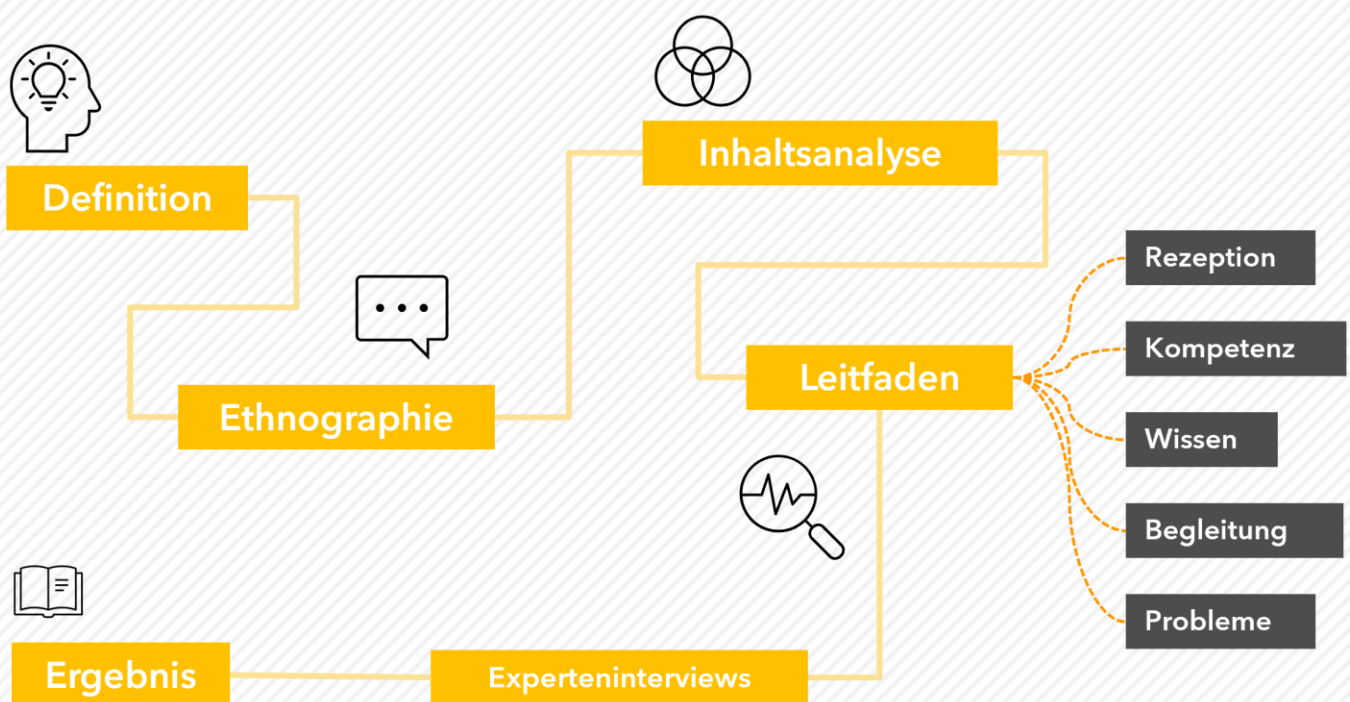 Definition
Ethnographie
Inhaltsanalyse
Leitfaden
Rezeption
Kompetenz
Wissen
Begleitung
Probleme
Experteninterviews
Ergebnis